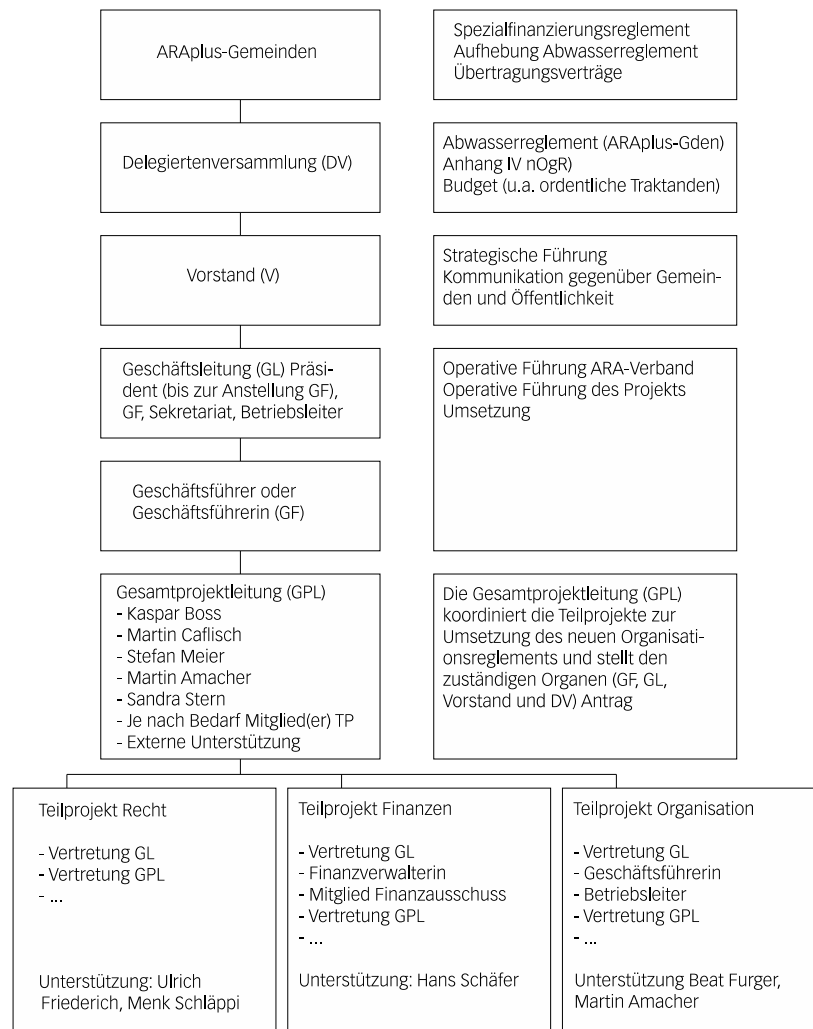 ARAplus-Gemeinden
Spezialfinanzierungsreglement
Aufhebung Abwasserreglement
Übertragungsverträge
Delegiertenversammlung (DV)
Abwasserreglement (ARAplus-Gden)
Anhang IV nOgR)
Budget (u.a. ordentliche Traktanden)
Vorstand (V)
Strategische Führung
Kommunikation gegenüber Gemein-
den und Öffentlichkeit
Geschäftsleitung (GL) Präsi-
dent (bis zur Anstellung GF),
GF, Sekretariat, Betriebsleiter
Operative Führung ARA-Verband
Operative Führung des Projekts
Umsetzung
Geschäftsführer oder
Geschäftsführerin (GF)
Gesamtprojektleitung (GPL)
- Kaspar Boss
- Martin Caflisch
- Stefan Meier
- Martin Amacher
- Sandra Stern
- Je nach Bedarf Mitglied(er) TP
- Externe Unterstützung
Die Gesamtprojektleitung (GPL)
koordiniert die Teilprojekte zur
Umsetzung des neuen Organisati-
onsreglements und stellt den
zuständigen Organen (GF, GL,
Vorstand und DV) Antrag
Teilprojekt Recht
- Vertretung GL
- Vertretung GPL
- ...
Unterstützung: Ulrich
Friederich, Menk Schläppi
Teilprojekt Finanzen
- Vertretung GL
- Finanzverwalterin
- Mitglied Finanzausschuss
- Vertretung GPL
- ...
Unterstützung: Hans Schäfer
Teilprojekt Organisation
- Vertretung GL
- Geschäftsführerin
- Betriebsleiter
- Vertretung GPL
- ...
Unterstützung Beat Furger,
Martin Amacher